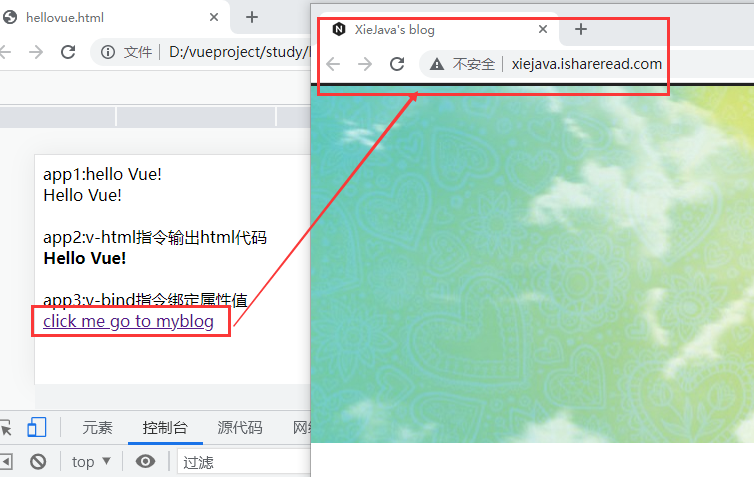 hellovue.html
文件 D:/vueproject/study/
XieJava's blog
不安全 xiejava.ishareread.com
app1:hello Vue!
Hello Vue!
app2:v-html指令输出html代码
Hello Vue!
app3:v-bind指令绑定属性值
click me go to myblog
元素 控制台 源代码 网络
top 过滤